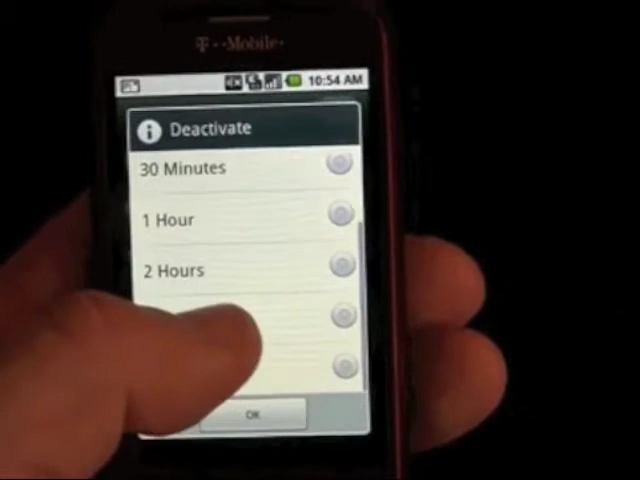 T··Mobile·
10:54 AM
Deactivate
30 Minutes
1 Hour
2 Hours
OK